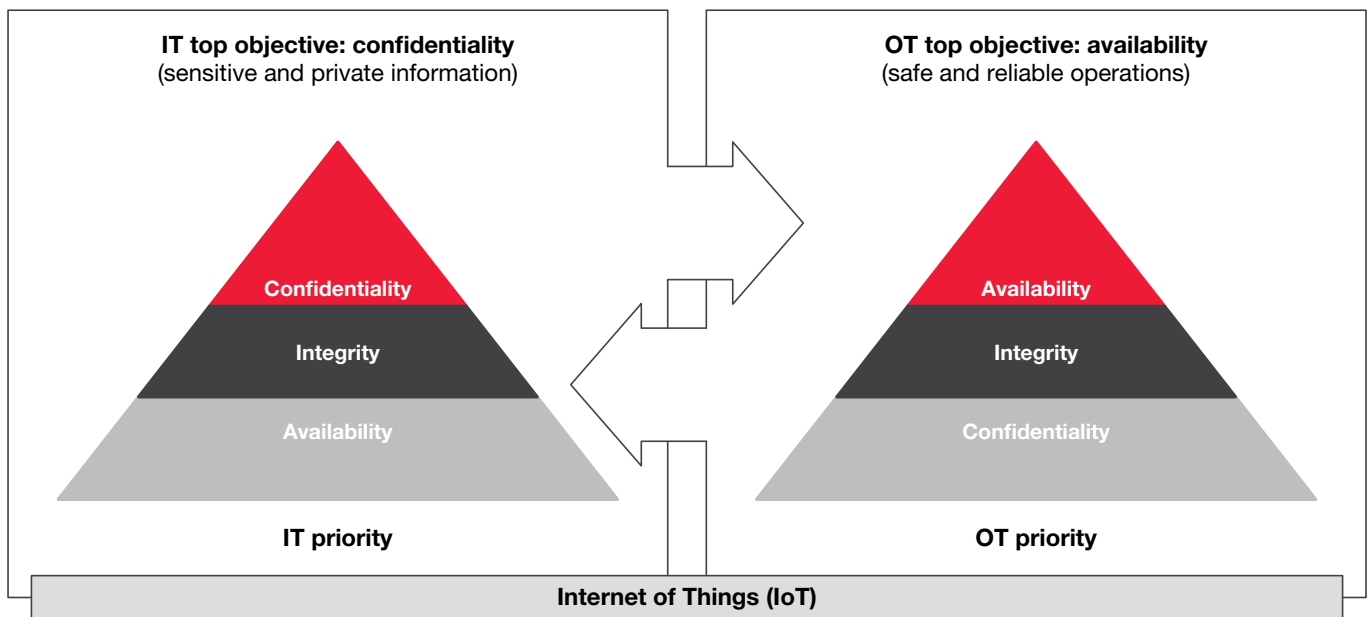 IT top objective: confidentiality
(sensitive and private information)
Confidentiality
Integrity
Availability
IT priority
OT top objective: availability
(safe and reliable operations)
Availability
Integrity
Confidentiality
OT priority
Internet of Things (IoT)